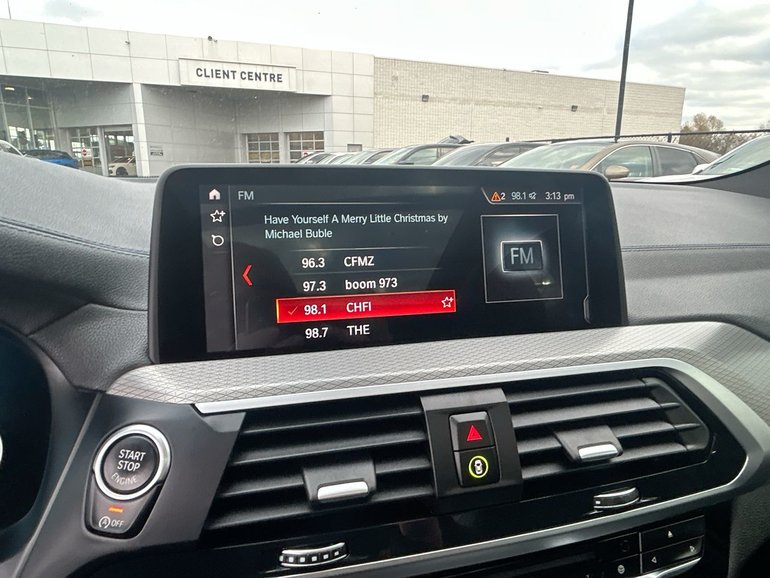 CLIENT CENTRE
FM
2 98.1 3:13 pm
Have Yourself A Merry Little Christmas by
Michael Buble
96.3 CFMZ
97.3 boom 973
98.1 CHFI
98.7 THE
FM
START
STOP
ENGINE
OFF